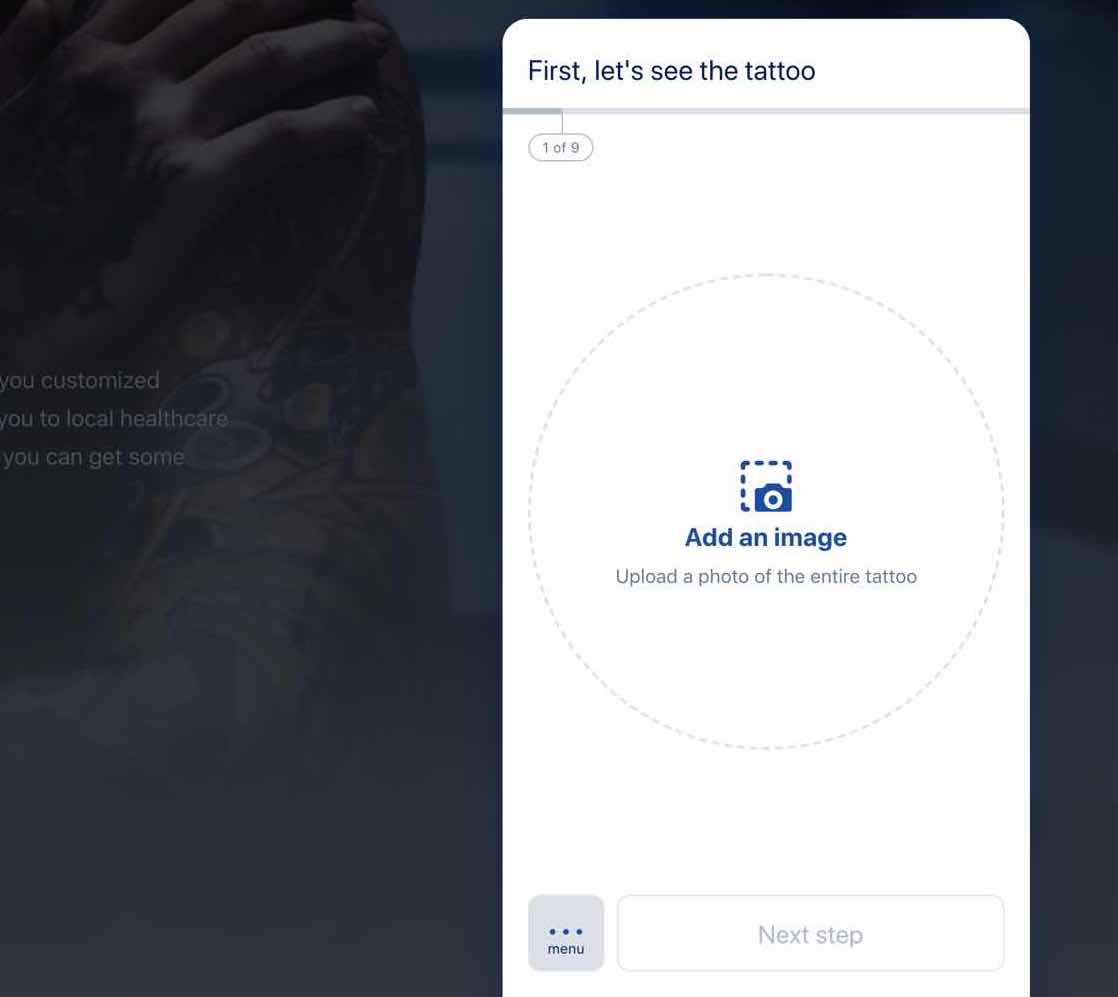 First, let's see the tattoo
1 of 9
you customized
you to local healthcare
you can get some
Add an image
Upload a photo of the entire tattoo
menu
Next step